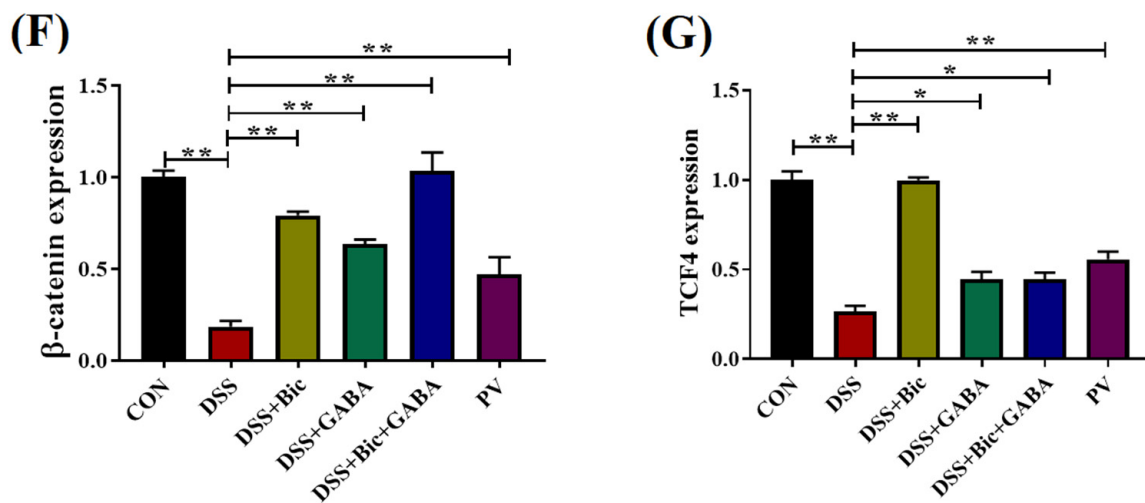 (F)
β-catenin expression
1.5
1.0
0.5
0.0
**
**
**
**
**
CON
DSS
DSS+Bic
DSS+GABA
DSS+Bic+GABA
PV
(G)
TCF4 expression
1.5
1.0
0.5
0.0
**
*
*
**
**
CON
DSS
DSS+Bic
DSS+GABA
DSS+Bic+GABA
PV